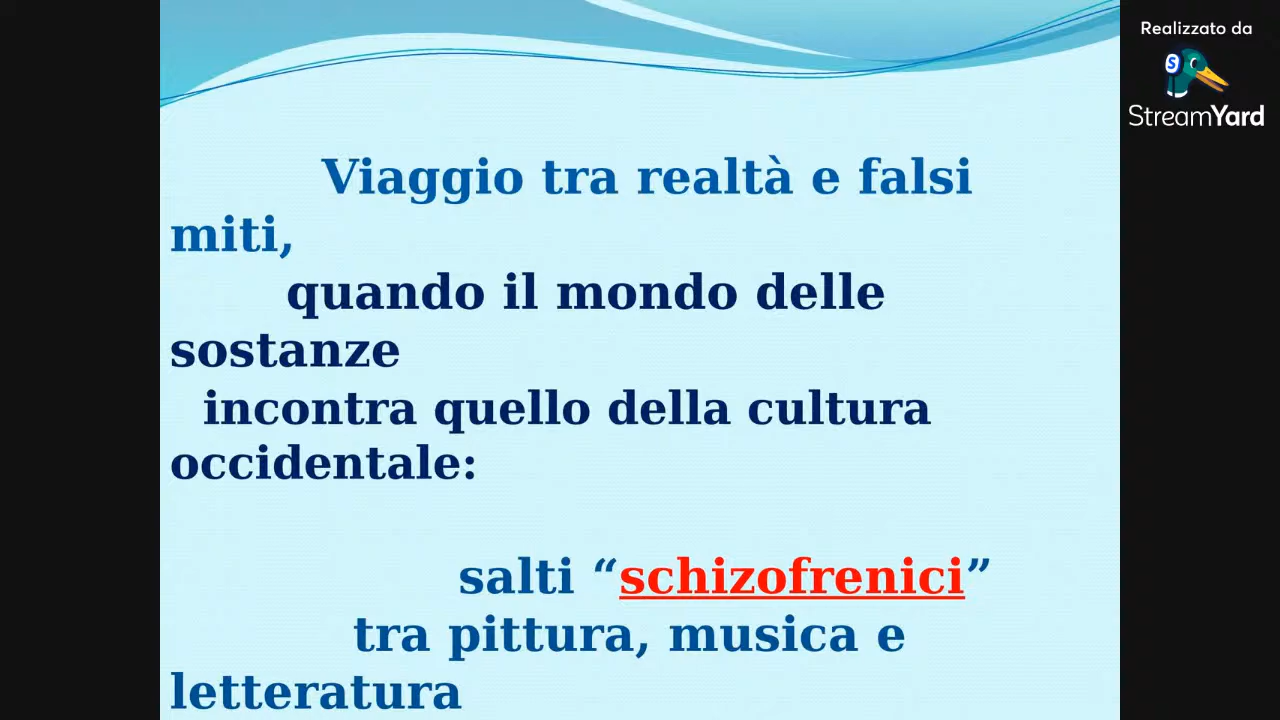 Realizzato da
StreamYard
Viaggio tra realtà e falsi
miti,
quando il mondo delle
sostanze
incontra quello della cultura
occidentale:
salti “schizofrenici”
tra pittura, musica e
letteratura